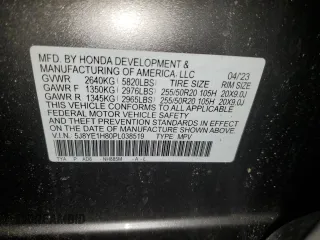 MFD. BY HONDA DEVELOPMENT &
MANUFACTURING OF AMERICA, LLC 04/23
GVWR 2640KG 5820LBS TIRE SIZE RIM SIZE
GAWR F 1350KG 2976LBS 255/50R20 105H 20X9.0J
GAWR R 1345KG 2965LBS 255/50R20 105H 20X9.0J
THIS VEHICLE CONFORMS TO ALL APPLICABLE
FEDERAL MOTOR VEHICLE SAFETY, BUMPER, AND
THEFT PREVENTION STANDARDS IN EFFECT ON
THE DATE OF MANUFACTURE SHOWN ABOVE.
V.I.N. 5J8YE1H80PL038519 TYPE: MPV
TYA P AD0 -A -L